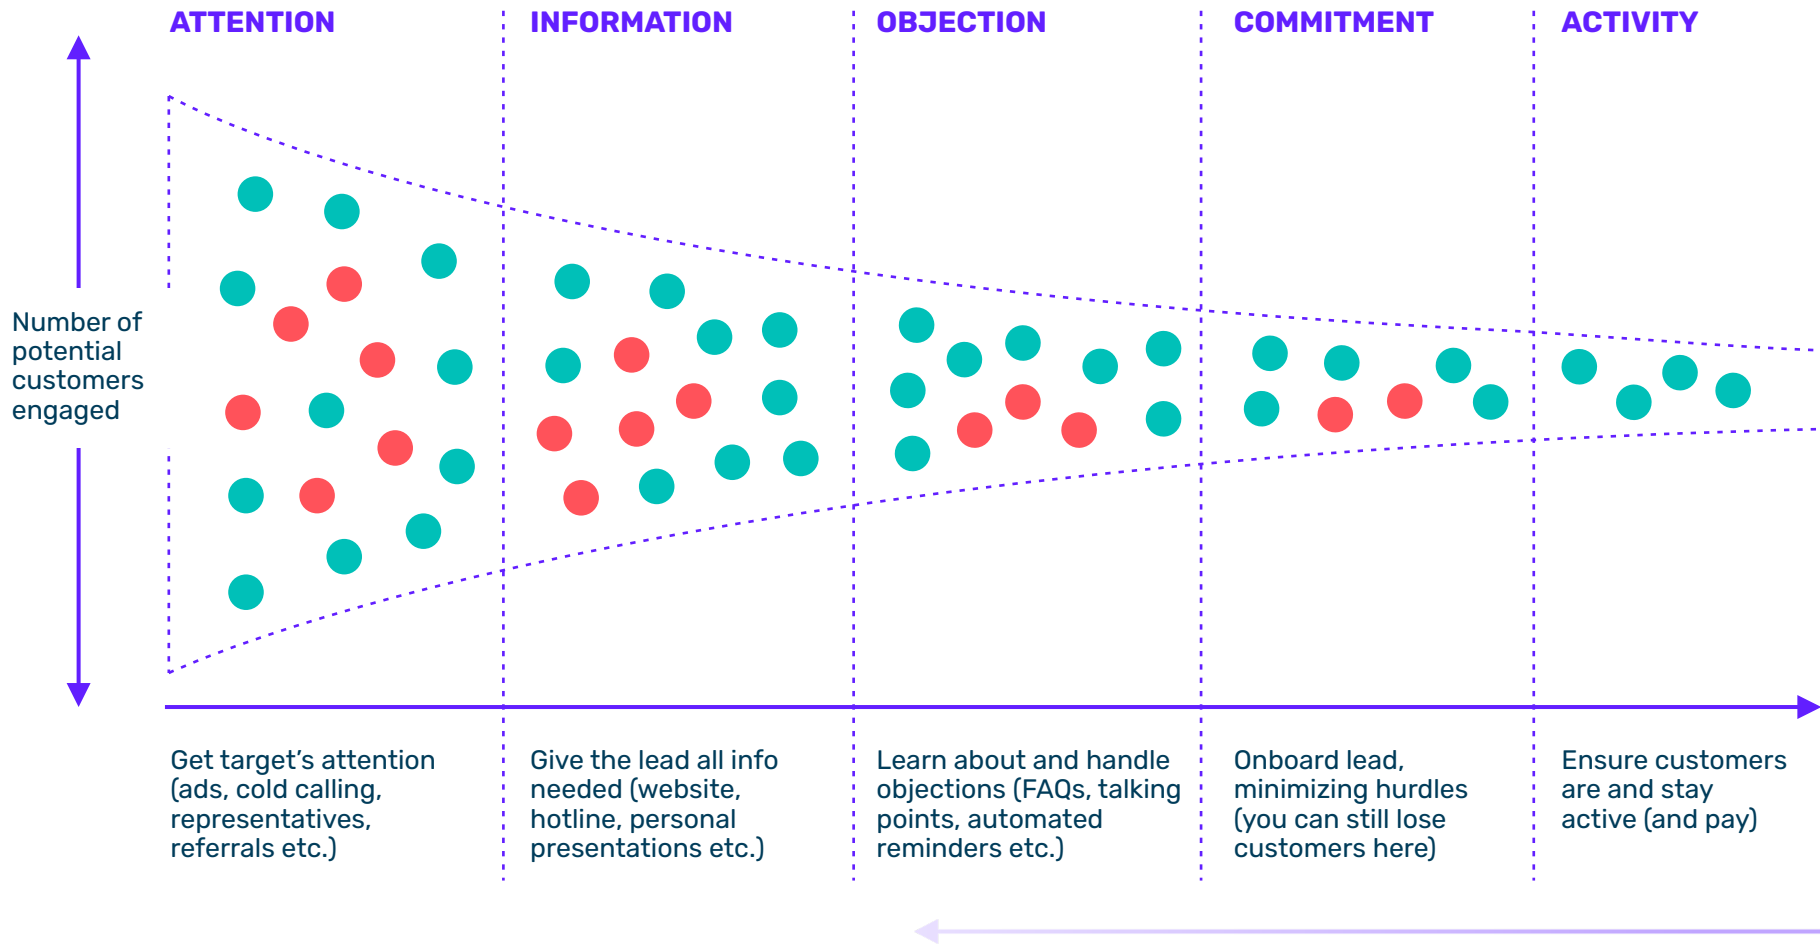 ATTENTION
INFORMATION
OBJECTION
COMMITMENT
ACTIVITY
Number of
potential
customers
engaged
Get target’s attention
(ads, cold calling,
representatives,
referrals etc.)
Give the lead all info
needed (website,
hotline, personal
presentations etc.)
Learn about and handle
objections (FAQs, talking
points, automated
reminders etc.)
Onboard lead,
minimizing hurdles
(you can still lose
customers here)
Ensure customers
are and stay
active (and pay)